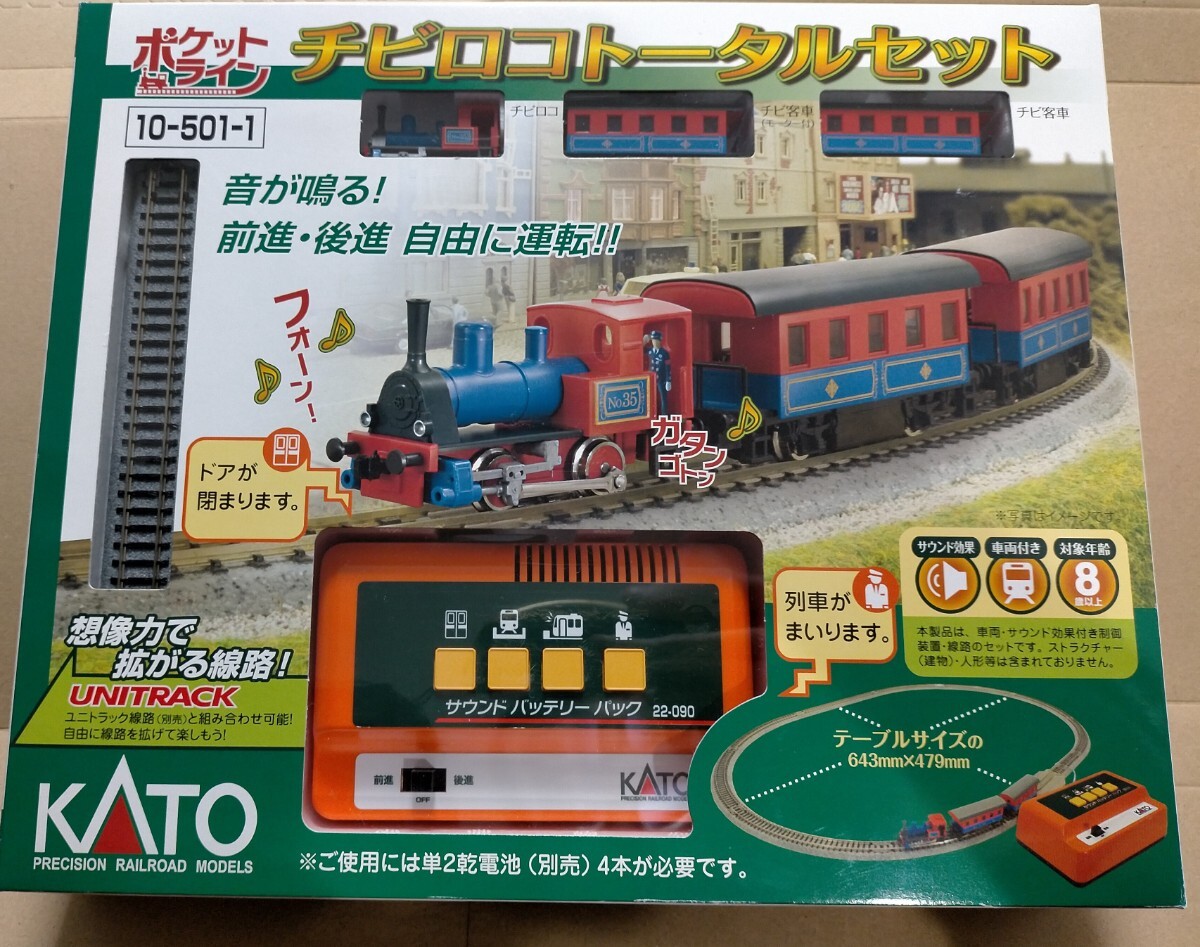 ポケットライン
チビロコトータルセット
10-501-1
チビロコ
チビ客車
(モーター付)
チビ客車
音が鳴る!
前進・後進 自由に運転!!
フォーン!
No.35
ガタン
ゴトン
ドアが
閉まります。
※写真はイメージです。
サウンド効果
車両付き
対象年齢
8
歳以上
列車が
まいります。
本製品は、車両・サウンド効果付き制御
装置・線路のセットです。ストラクチャー
(建物)・人形等は含まれておりません。
想像力で
拡がる線路!
UNITRACK
ユニトラック線路(別売)と組み合わせ可能!
自由に線路を拡げて楽しもう!
サウンド バッテリー パック 22-090
前進
後進
OFF
KATO
PRECISION RAILROAD MODELS
テーブルサイズの
643mm×479mm
KATO
KATO
PRECISION RAILROAD MODELS
※ご使用には単2乾電池(別売)4本が必要です。